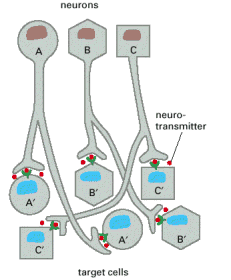 neurons
A B C
neuro-
transmitter
A′ B′ C′
C′ A′ B′
target cells